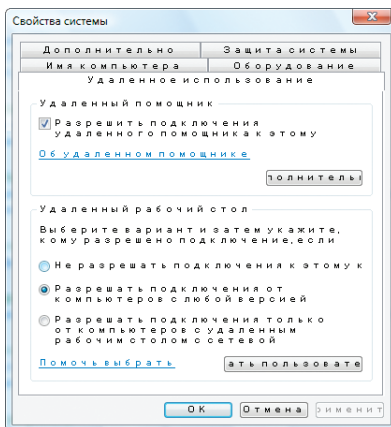 Свойства системы
Дополнительно Защита системы
Имя компьютера Оборудование
Удаленное использование
Удаленный помощник
Разрешить подключения
удаленного помощника к этому
Об удаленном помощнике
Удаленный рабочий стол
Выберите вариант и затем укажите,
кому разрешено подключение, если
Не разрешать подключения к этому к
Разрешать подключения от
компьютеров с любой версией
Разрешать подключения только
от компьютеров с удаленным
рабочим столом с сетевой
Помочь выбрать ать пользовате
OK Отмена рименит